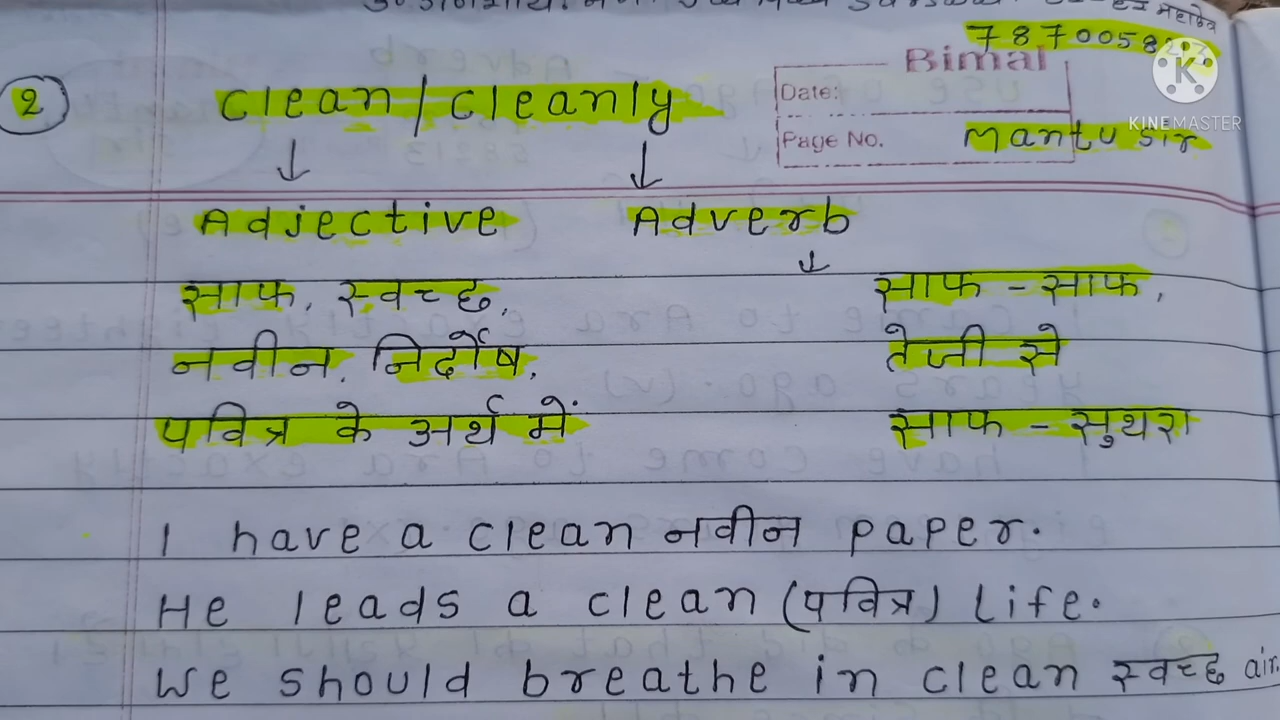 Bimal
KINEMASTER
2 clean/cleanly
Date:
Page No. Mantu sir
Adjective Adverb
साफ, स्वच्छ, साफ - साफ,
नवीन, निर्दोष, तेजी से
पवित्र के अर्थ में साफ - सुथरा
I have a clean नवीन paper.
He leads a clean (पवित्र) Life.
We should breathe in clean स्वच्छ air.